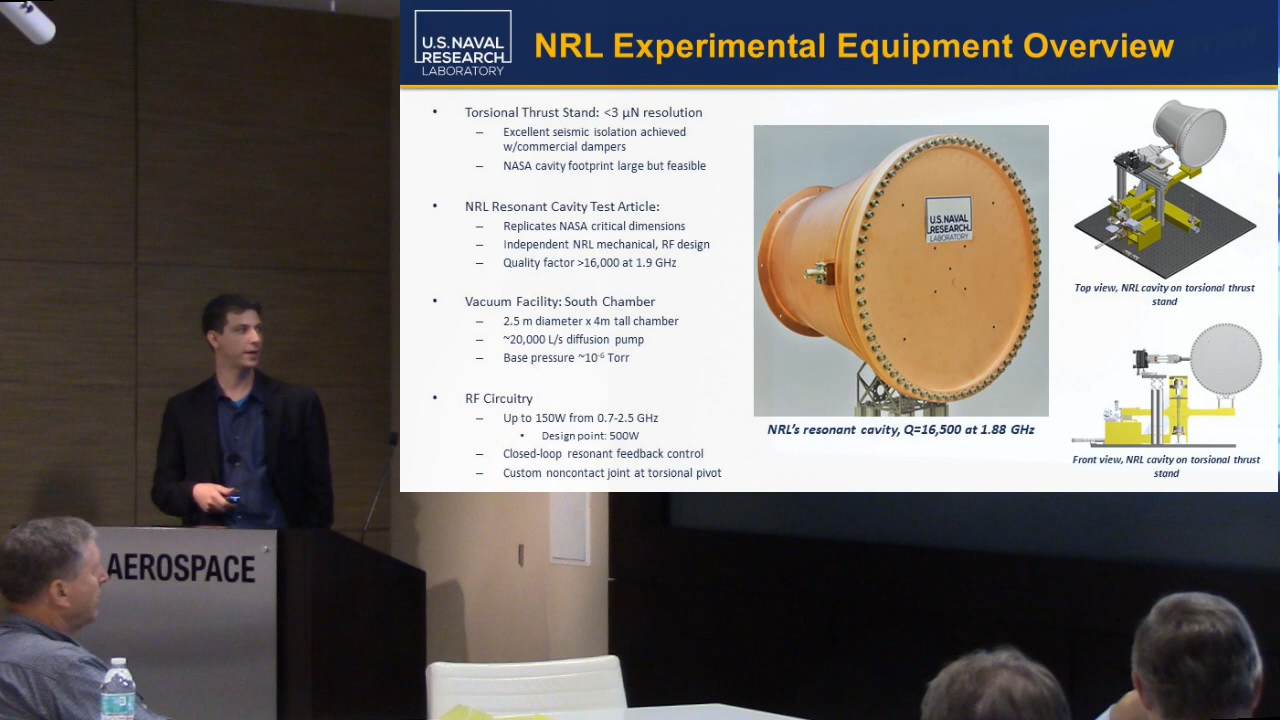 U.S. NAVAL
RESEARCH
LABORATORY
NRL Experimental Equipment Overview
• Torsional Thrust Stand: <3 µN resolution
– Excellent seismic isolation achieved
w/commercial dampers
– NASA cavity footprint large but feasible
• NRL Resonant Cavity Test Article:
– Replicates NASA critical dimensions
– Independent NRL mechanical, RF design
– Quality factor >16,000 at 1.9 GHz
• Vacuum Facility: South Chamber
– 2.5 m diameter x 4m tall chamber
– ~20,000 L/s diffusion pump
– Base pressure ~10⁻⁶ Torr
• RF Circuitry
– Up to 150W from 0.7-2.5 GHz
• Design point: 500W
– Closed-loop resonant feedback control
– Custom noncontact joint at torsional pivot
U.S. NAVAL
RESEARCH
LABORATORY
NRL's resonant cavity, Q=16,500 at 1.88 GHz
Top view, NRL cavity on torsional thrust
stand
Front view, NRL cavity on torsional thrust
stand
AEROSPACE